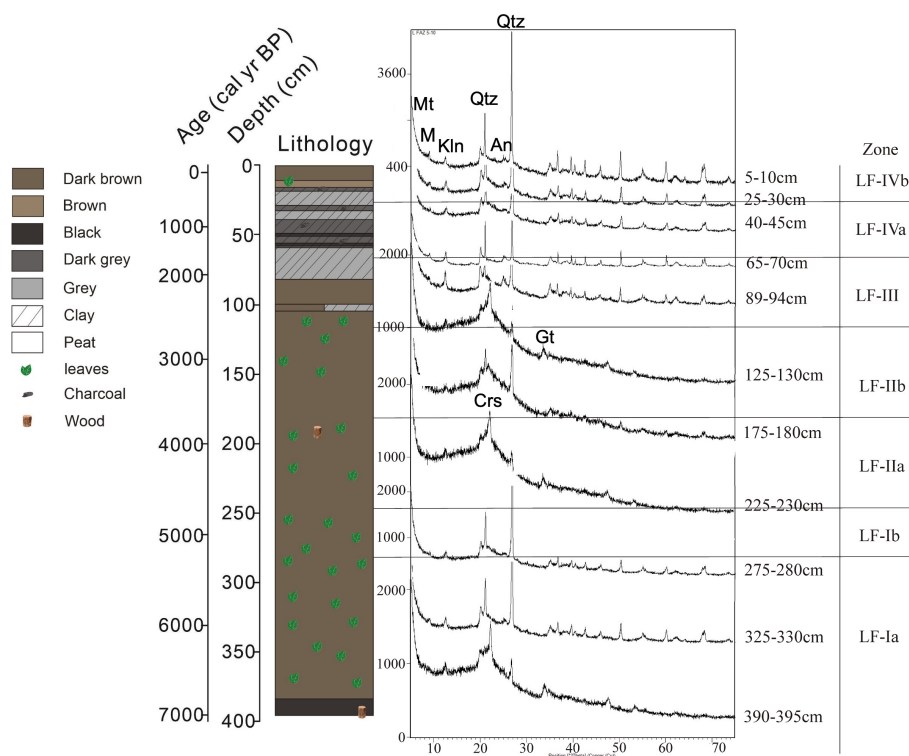 Age (cal yr BP)
Depth (cm)
Lithology
Dark brown
Brown
Black
Dark grey
Grey
Clay
Peat
leaves
Charcoal
Wood
0
1000
2000
3000
4000
5000
6000
7000
0
50
100
150
200
250
300
350
400
Qtz
3600
Mt
Qtz
M
Kln
An
400
2000
1000
Gt
2000
Crs
1000
2000
1000
2000
1000
0
10
20
30
40
50
60
70
Zone
5-10cm
LF-IVb
25-30cm
40-45cm
LF-IVa
65-70cm
89-94cm
LF-III
125-130cm
LF-IIb
175-180cm
LF-IIa
225-230cm
LF-Ib
275-280cm
325-330cm
LF-Ia
390-395cm